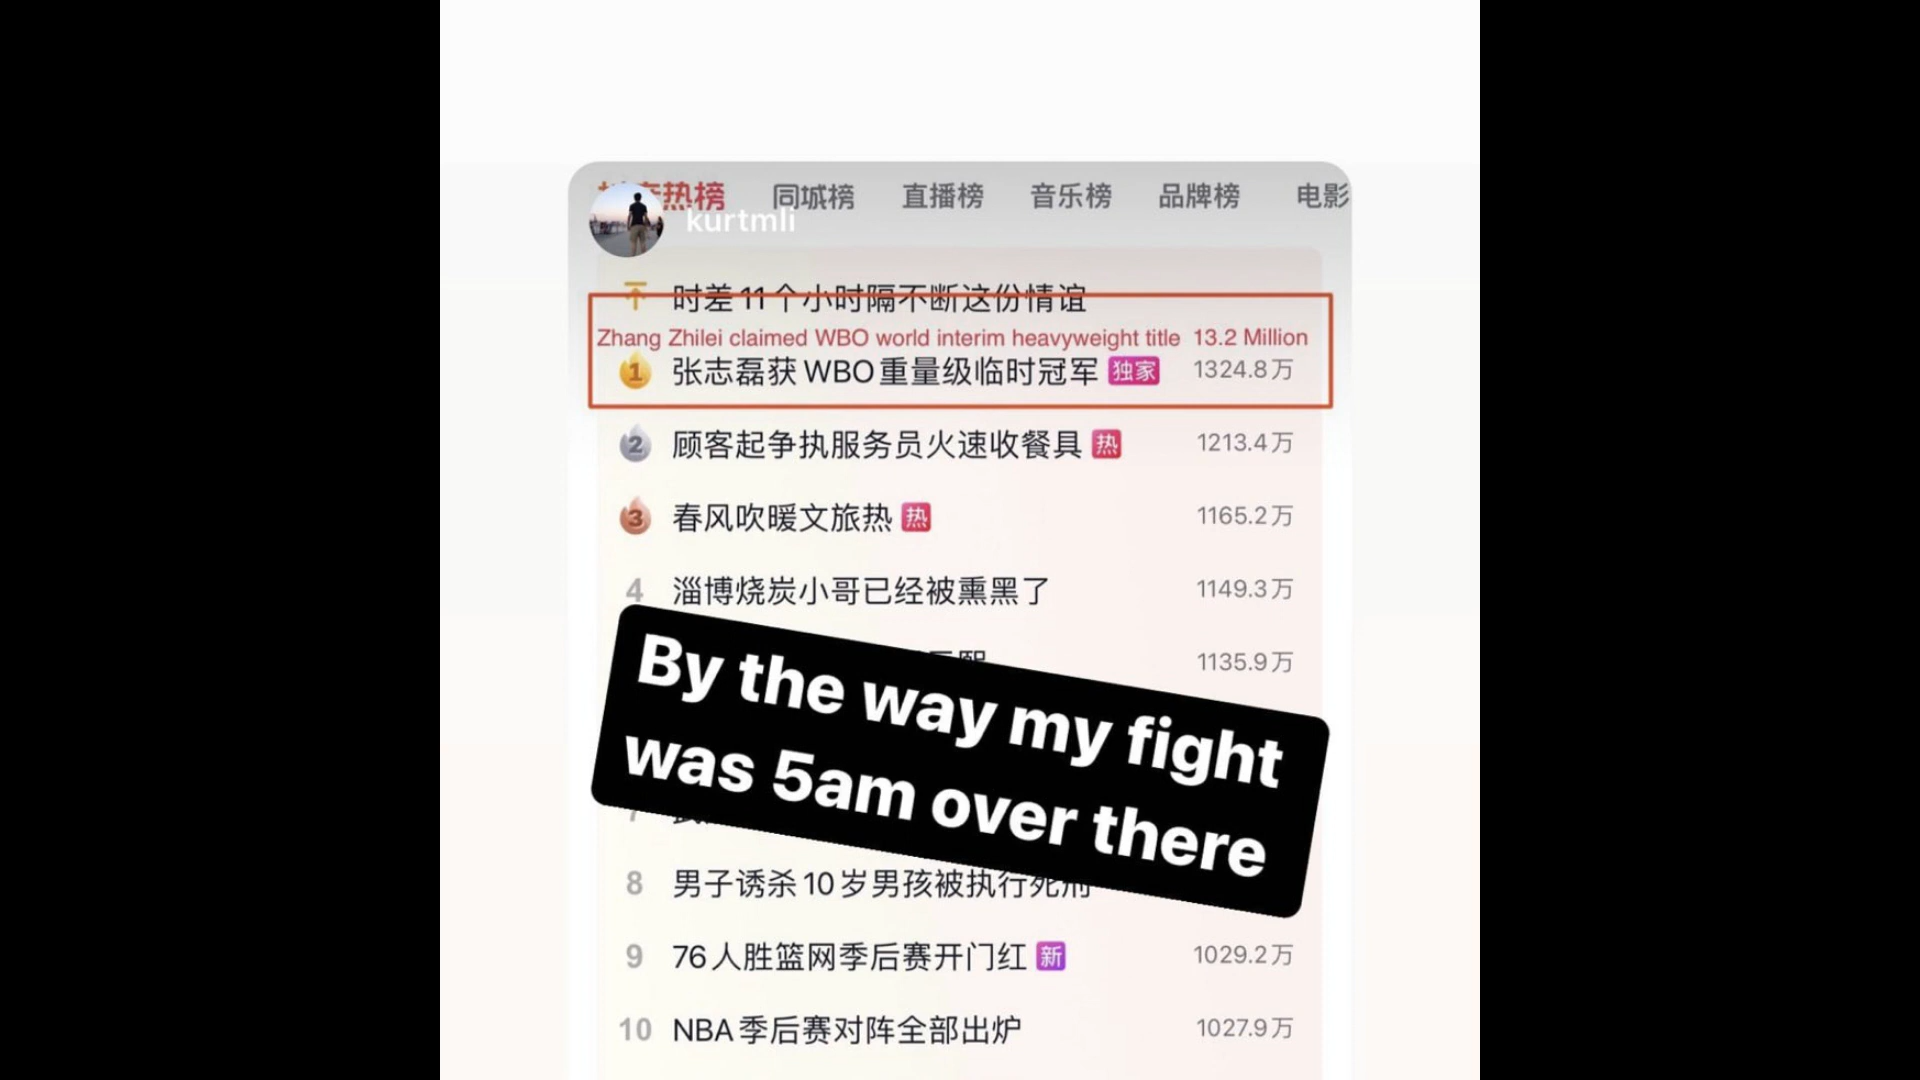 热榜 同城榜 直播榜 音乐榜 品牌榜 电影
kurtmli
时差11个小时隔不断这份情谊
Zhang Zhilei claimed WBO world interim heavyweight title 13.2 Million
1 张志磊获WBO重量级临时冠军 独家 1324.8万
2 顾客起争执服务员火速收餐具 热 1213.4万
3 春风吹暖文旅热 热 1165.2万
4 淄博烧炭小哥已经被熏黑了 1149.3万
1135.9万
By the way my fight
was 5am over there
7
8 男子诱杀10岁男孩被执行死刑
9 76人胜篮网季后赛开门红 新 1029.2万
10 NBA季后赛对阵全部出炉 1027.9万